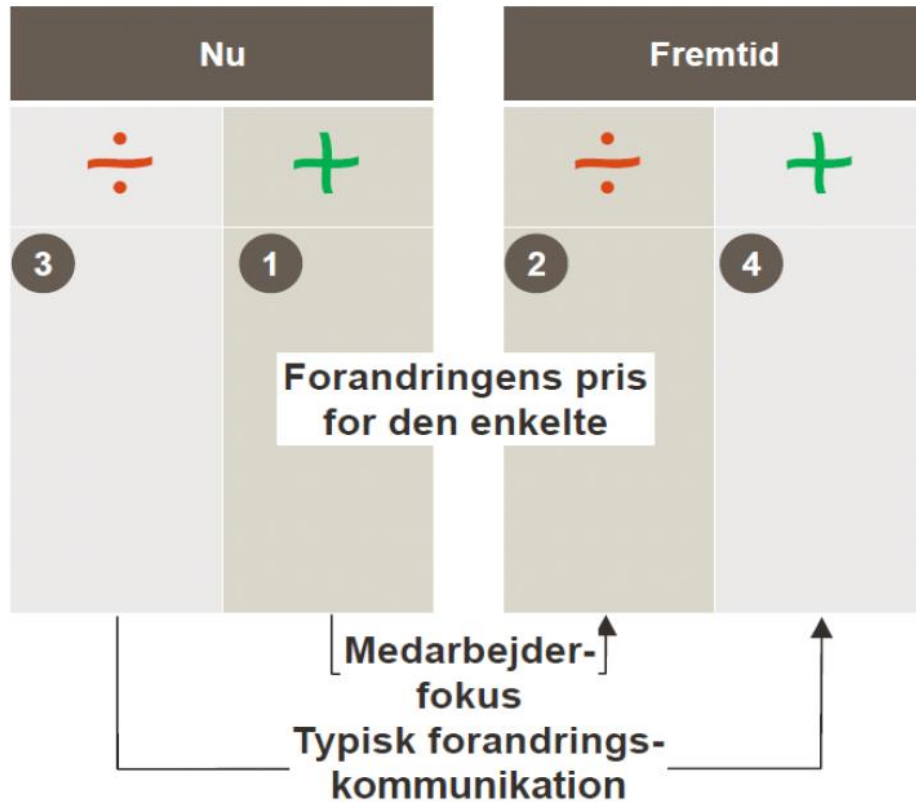 Nu
Fremtid
÷
+
÷
+
3
1
2
4
Forandringens pris
for den enkelte
Medarbejder-
fokus
Typisk forandrings-
kommunikation